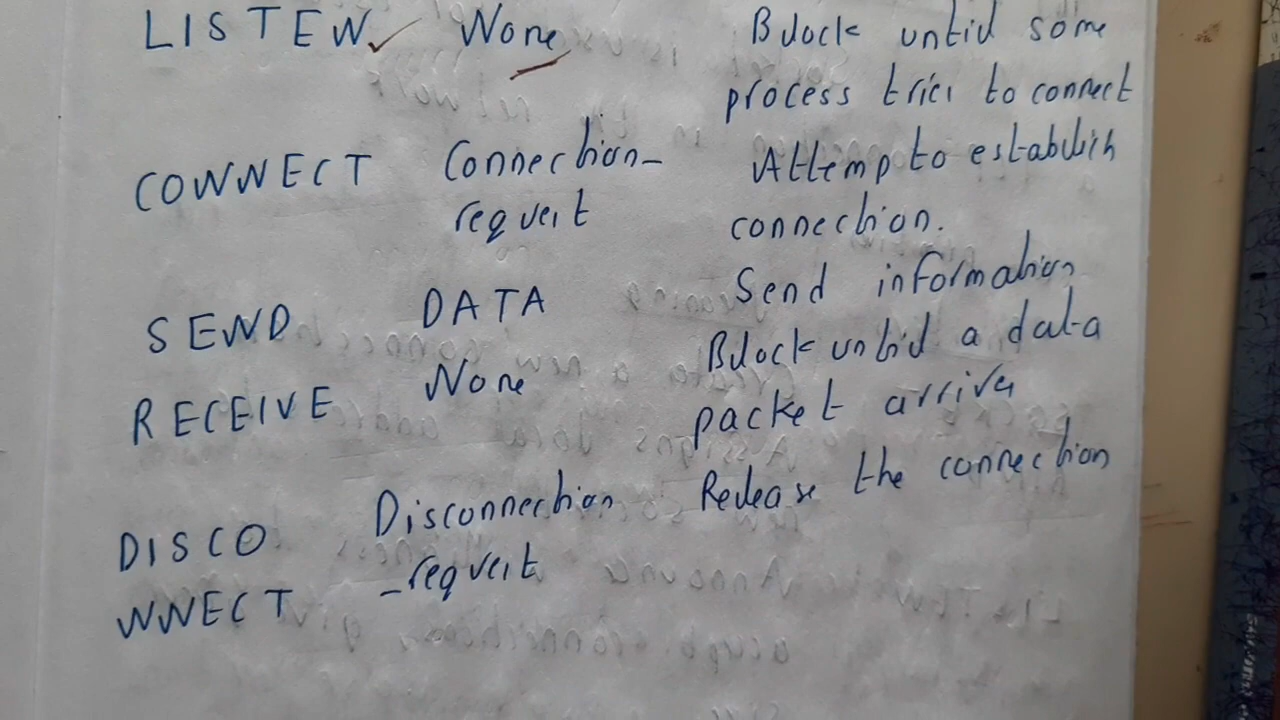 LISTEN None Block until some
process tries to connect
CONNECT Connection- Attemp to establish
request connection.
SEND DATA Send information
RECEIVE None Block until a data
packet arrives
DISCO Disconnection Release the connection
NNECT -request